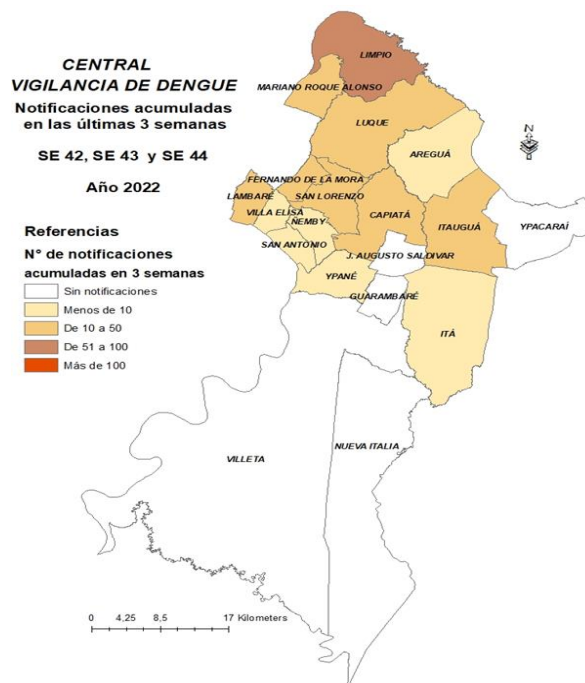 CENTRAL
VIGILANCIA DE DENGUE
Notificaciones acumuladas
en las últimas 3 semanas
SE 42, SE 43 y SE 44
Año 2022
Referencias
N° de notificaciones
acumuladas en 3 semanas
Sin notificaciones
Menos de 10
De 10 a 50
De 51 a 100
Más de 100
LIMPIO
MARIANO ROQUE ALONSO
LUQUE
N
AREGUÁ
FERNANDO DE LA MORA
LAMBARÉ
SAN LORENZO
VILLA ELISA
ÑEMBY
CAPIATÁ
ITAUGUÁ
YPACARAÍ
SAN ANTONIO
J. AUGUSTO SALDIVAR
YPANÉ
GUARAMBARÉ
ITÁ
VILLETA
NUEVA ITALIA
0 4,25 8,5 17 Kilometers